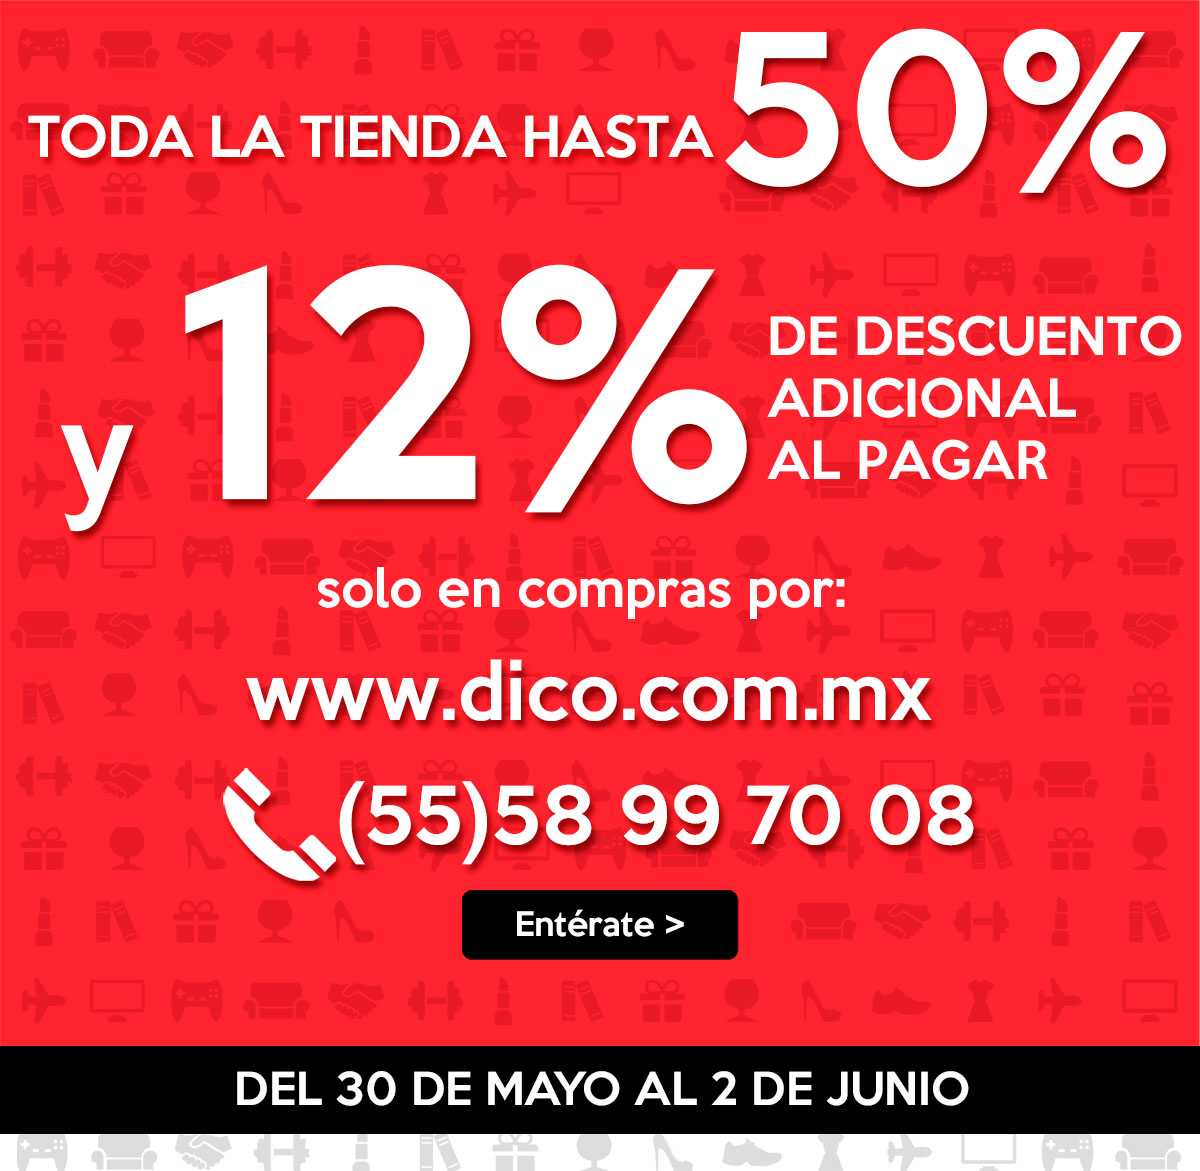 TODA LA TIENDA HASTA 50%
y 12% DE DESCUENTO
ADICIONAL
AL PAGAR
solo en compras por:
www.dico.com.mx
(55)58 99 70 08
Entérate >
DEL 30 DE MAYO AL 2 DE JUNIO